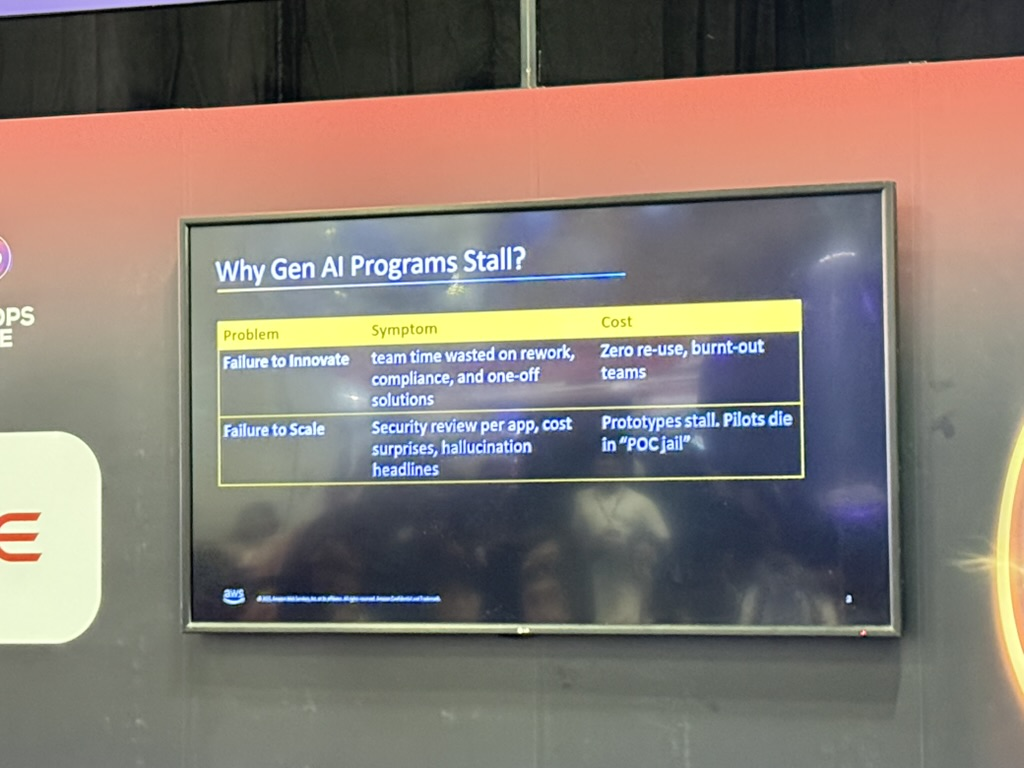 OPS
E
Why Gen AI Programs Stall?
Problem Symptom Cost
Failure to Innovate
team time wasted on rework,
compliance, and one-off
solutions
Zero re-use, burnt-out
teams
Failure to Scale
Security review per app, cost
surprises, hallucination
headlines
Prototypes stall. Pilots die
in “POC jail”
aws
3